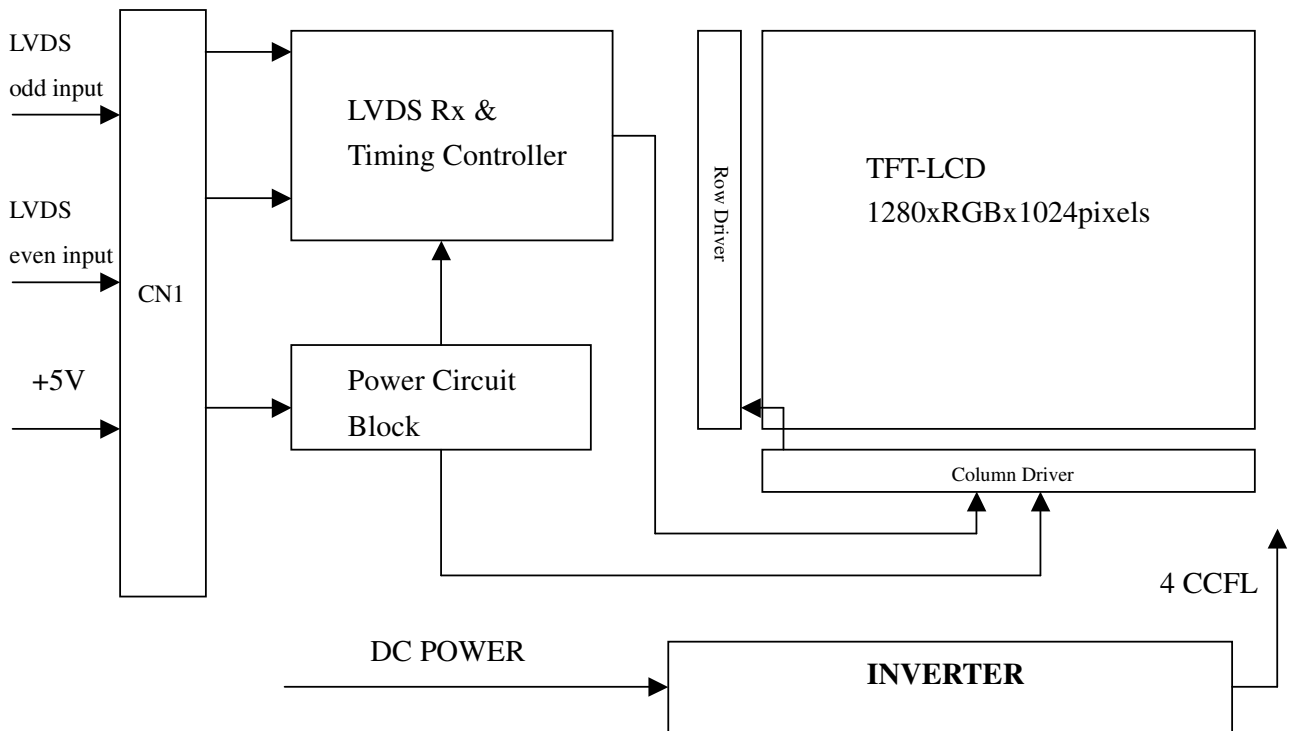 LVDS
odd input
LVDS
even input
+5V
CN1
LVDS Rx &
Timing Controller
Power Circuit
Block
Row Driver
TFT-LCD
1280xRGBx1024pixels
Column Driver
4 CCFL
DC POWER
INVERTER